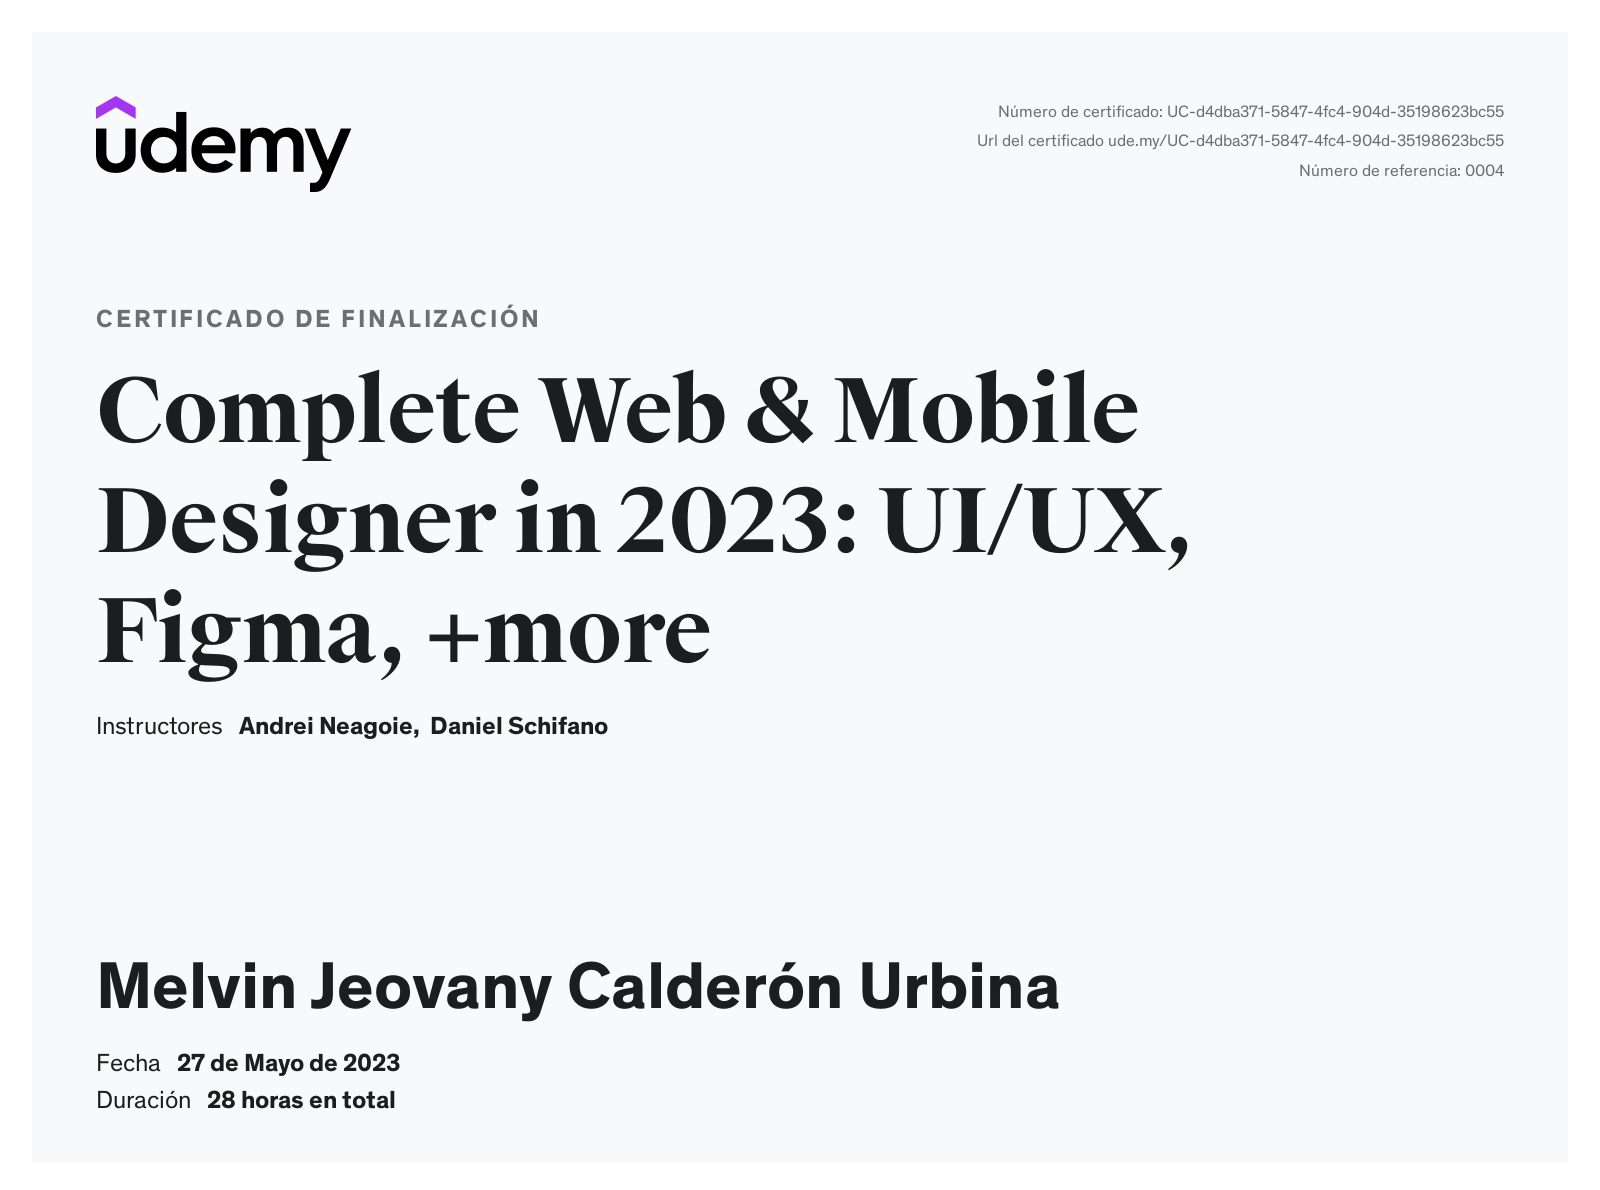 udemy
Número de certificado: UC-d4dba371-5847-4fc4-904d-35198623bc55
Url del certificado ude.my/UC-d4dba371-5847-4fc4-904d-35198623bc55
Número de referencia: 0004
CERTIFICADO DE FINALIZACIÓN
Complete Web & Mobile
Designer in 2023: UI/UX,
Figma, +more
Instructores Andrei Neagoie, Daniel Schifano
Melvin Jeovany Calderón Urbina
Fecha 27 de Mayo de 2023
Duración 28 horas en total